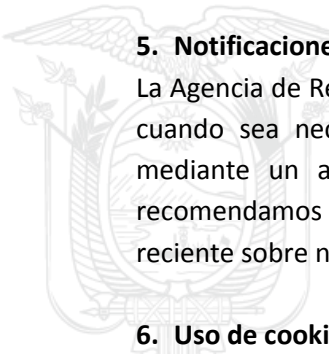 5. Notificacione
La Agencia de Re
cuando sea nec
mediante un a
recomendamos
reciente sobre n
6. Uso de cooki